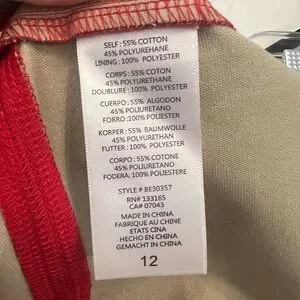 SELF: 55% COTTON
45% POLYUREHANE
LINING: 100% POLYESTER
CORPS: 55% COTON
45% POLYURETHANE
DOUBLURE: 100% POLYESTER
CUERPO: 55% ALGODON
45% POLIURETANO
FORRO: 100% POLIESTER
KORPER: 55% BAUMWOLLE
45% POLYURETHAN
FUTTER: 100% POLYESTER
CORPO: 55% COTONE
45% POLIURETANO
FODERA: 100% POLIESTERE
STYLE # BE30357
RN# 133165
CA# 07043
MADE IN CHINA
FABRIQUE AU CHINE
ETATS CINA
HECHO EN CHINA
GEMACHT IN CHINA
12